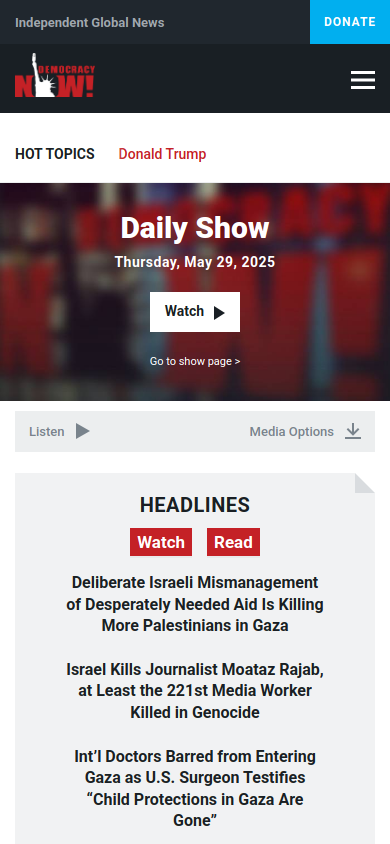 Independent Global News
DONATE
DEMOCRACY
NOW!
HOT TOPICS
Donald Trump
Daily Show
Thursday, May 29, 2025
Watch
Go to show page >
Listen
Media Options
HEADLINES
Watch
Read
Deliberate Israeli Mismanagement
of Desperately Needed Aid Is Killing
More Palestinians in Gaza
Israel Kills Journalist Moataz Rajab,
at Least the 221st Media Worker
Killed in Genocide
Int’l Doctors Barred from Entering
Gaza as U.S. Surgeon Testifies
“Child Protections in Gaza Are
Gone”